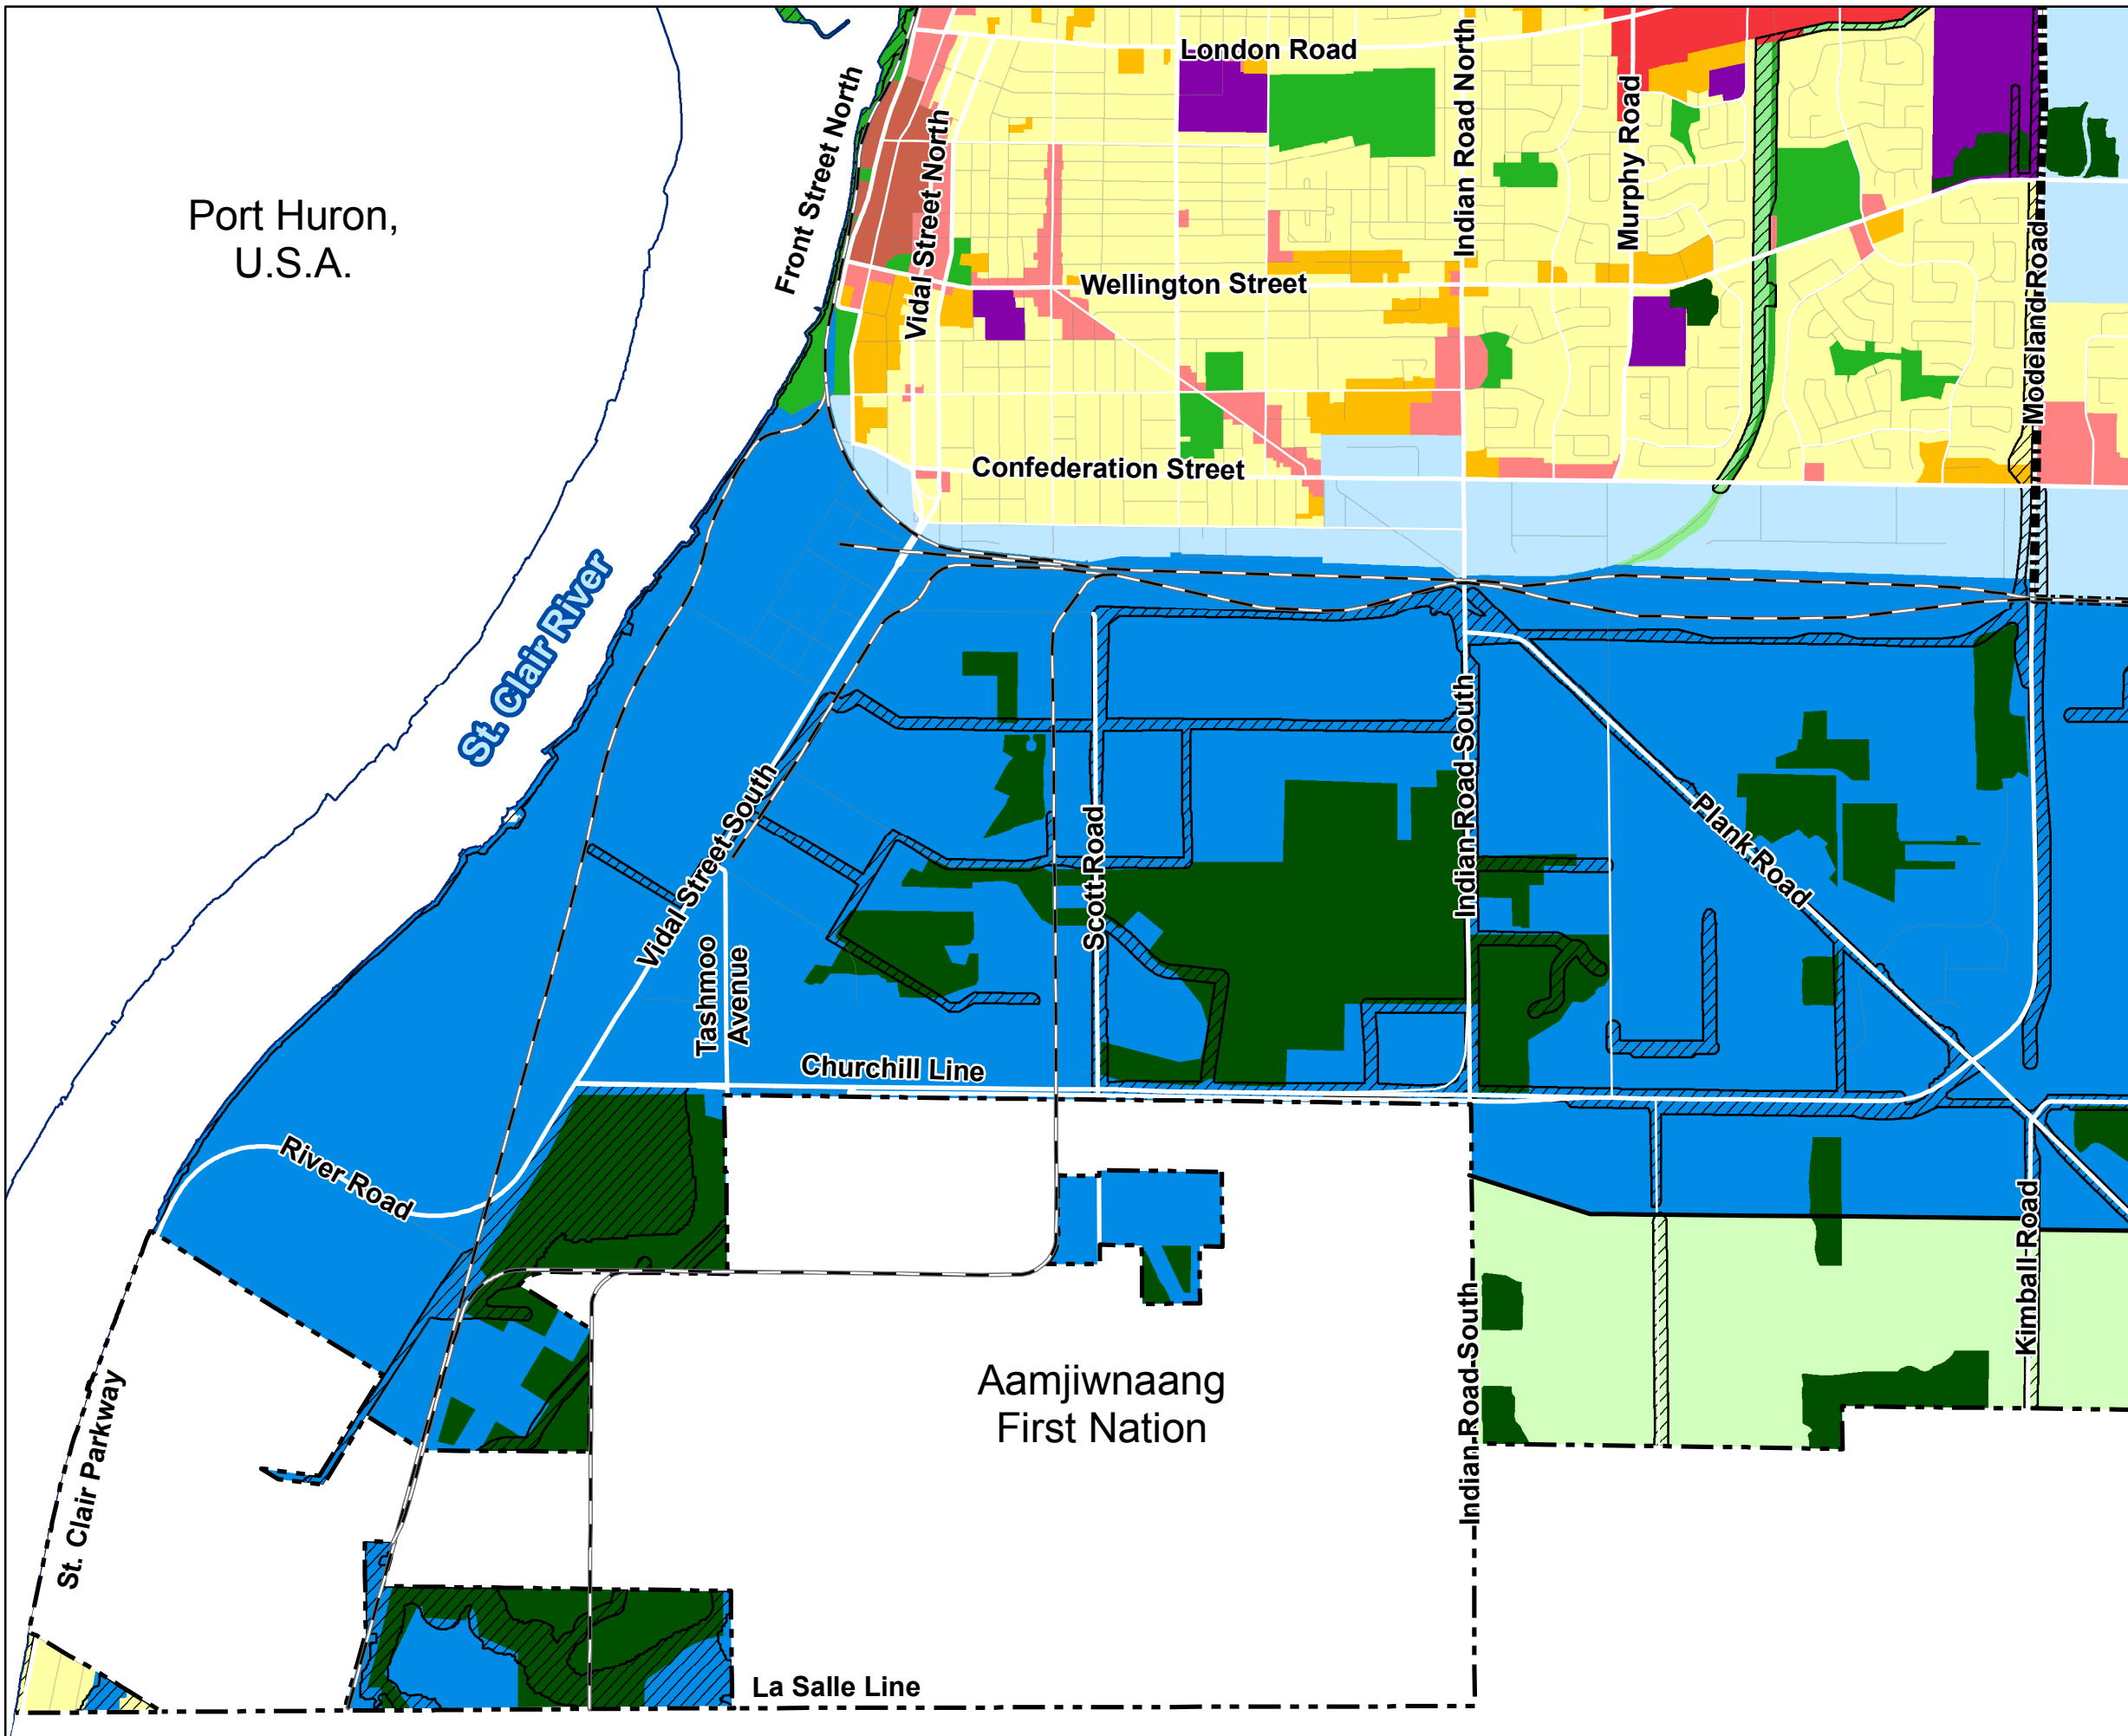 London Road
Indian Road North
Front Street North
Murphy Road
Vidal Street North
Port Huron,
U.S.A.
Wellington Street
Modeland Road
Confederation Street
St. Clair River
Indian Road South
Vidal Street South
Scott Road
Plank Road
Tashmoo
Avenue
Churchill Line
River Road
Kimball Road
Indian Road South
Aamjiwnaang
First Nation
St. Clair Parkway
La Salle Line